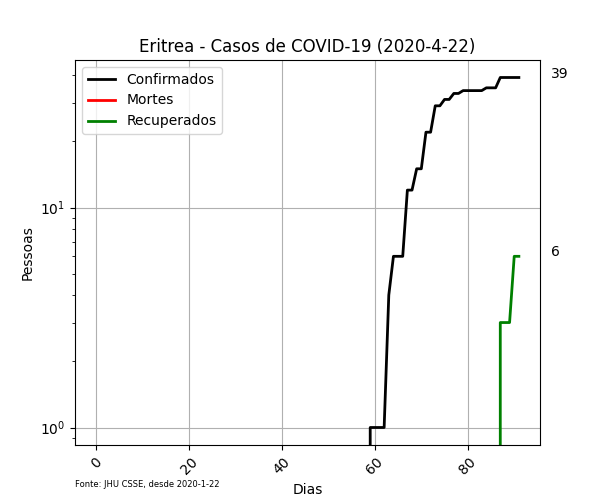 Eritrea - Casos de COVID-19 (2020-4-22)
Confirmados
Mortes
Recuperados
39
6
10¹
10⁰
Pessoas
0
20
40
60
80
Dias
Fonte: JHU CSSE, desde 2020-1-22